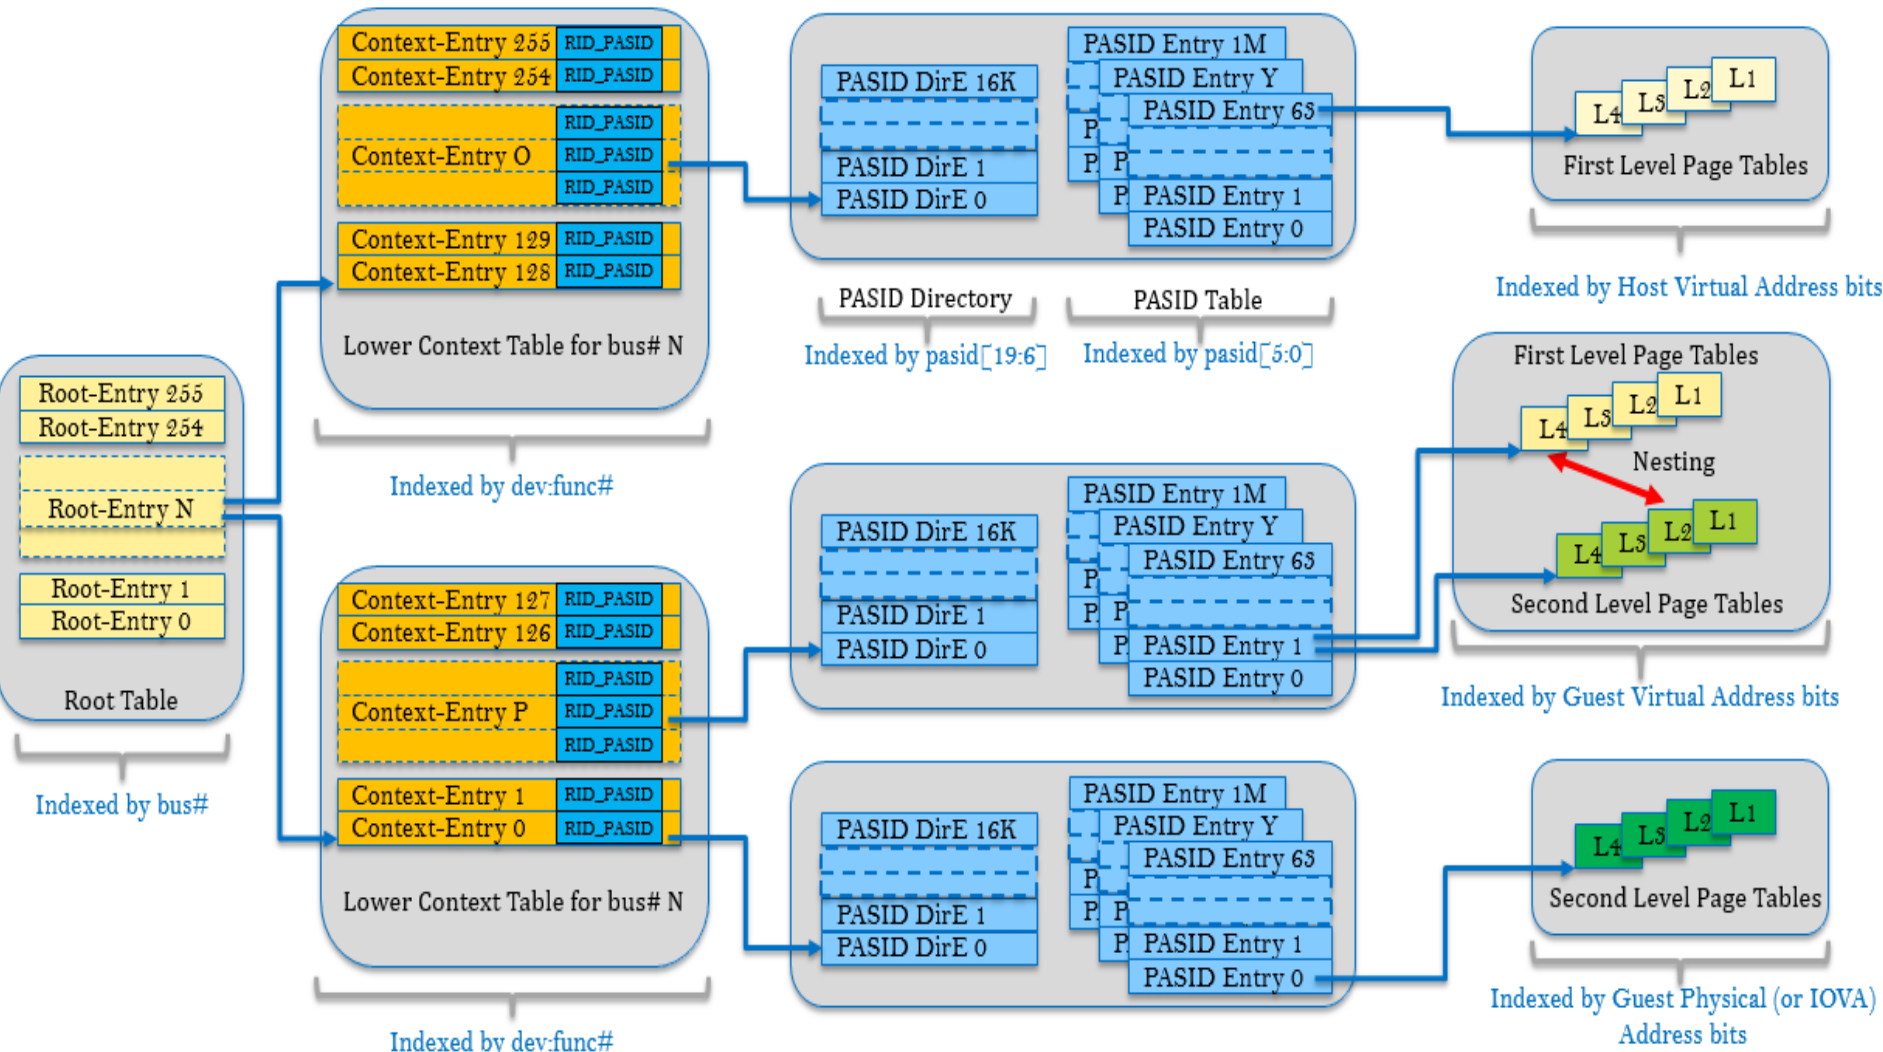 Root-Entry 255
Root-Entry 254
Root-Entry N
Root-Entry 1
Root-Entry 0
Root Table
Indexed by bus#
Context-Entry 255 RID_PASID
Context-Entry 254 RID_PASID
RID_PASID
Context-Entry O RID_PASID
RID_PASID
Context-Entry 129 RID_PASID
Context-Entry 128 RID_PASID
Lower Context Table for bus# N
Indexed by dev:func#
Context-Entry 127 RID_PASID
Context-Entry 126 RID_PASID
RID_PASID
Context-Entry P RID_PASID
RID_PASID
Context-Entry 1 RID_PASID
Context-Entry 0 RID_PASID
Lower Context Table for bus# N
Indexed by dev:func#
PASID DirE 16K
PASID DirE 1
PASID DirE 0
PASID Entry 1M
PASID Entry Y
PASID Entry 63
P
P
P
P
PASID Entry 1
PASID Entry 0
PASID Directory
Indexed by pasid[19:6]
PASID Table
Indexed by pasid[5:0]
L4 L3 L2 L1
First Level Page Tables
Indexed by Host Virtual Address bits
PASID DirE 16K
PASID DirE 1
PASID DirE 0
PASID Entry 1M
PASID Entry Y
PASID Entry 63
P
P
P
P
PASID Entry 1
PASID Entry 0
First Level Page Tables
L4 L3 L2 L1
Nesting
L4 L3 L2 L1
Second Level Page Tables
Indexed by Guest Virtual Address bits
PASID DirE 16K
PASID DirE 1
PASID DirE 0
PASID Entry 1M
PASID Entry Y
PASID Entry 63
P
P
P
P
PASID Entry 1
PASID Entry 0
L4 L3 L2 L1
Second Level Page Tables
Indexed by Guest Physical (or IOVA)
Address bits